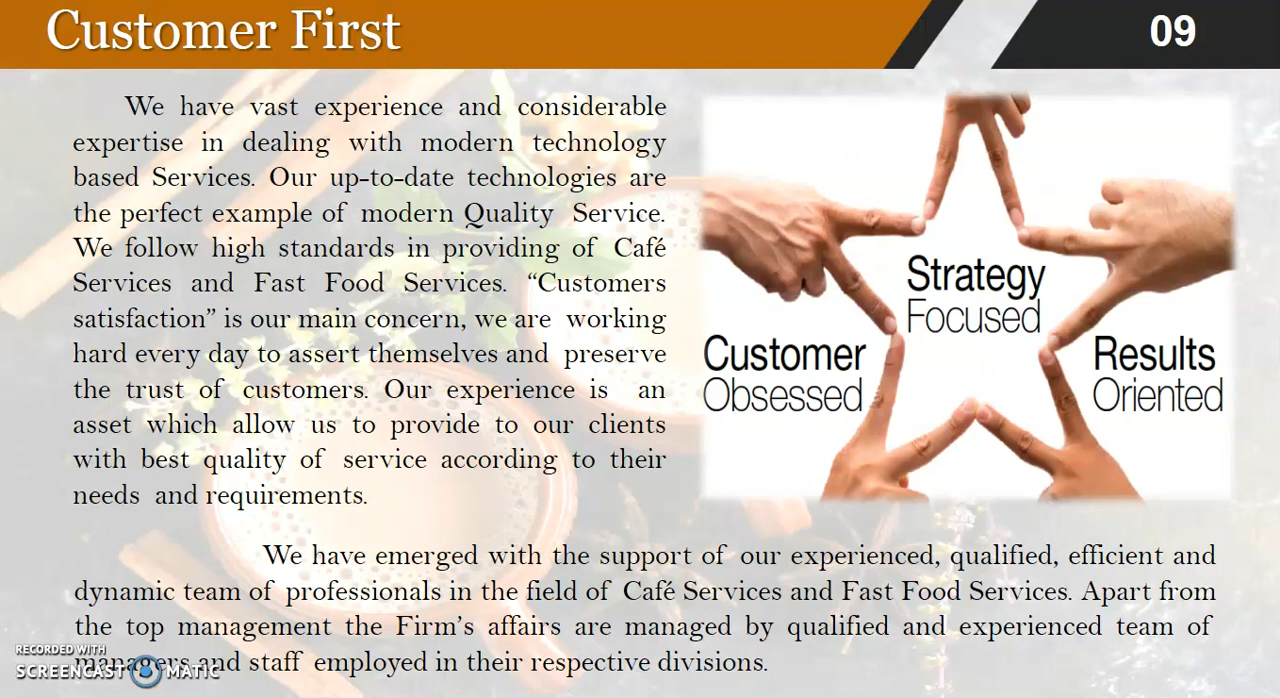 Customer First
09
We have vast experience and considerable
expertise in dealing with modern technology
based Services. Our up-to-date technologies are
the perfect example of modern Quality Service.
We follow high standards in providing of Café
Services and Fast Food Services. “Customers
satisfaction” is our main concern, we are working
hard every day to assert themselves and preserve
the trust of customers. Our experience is an
asset which allow us to provide to our clients
with best quality of service according to their
needs and requirements.
Strategy
Focused
Customer
Obsessed
Results
Oriented
We have emerged with the support of our experienced, qualified, efficient and
dynamic team of professionals in the field of Café Services and Fast Food Services. Apart from
the top management the Firm’s affairs are managed by qualified and experienced team of
managers and staff employed in their respective divisions.
RECORDED WITH
SCREENCAST MATIC